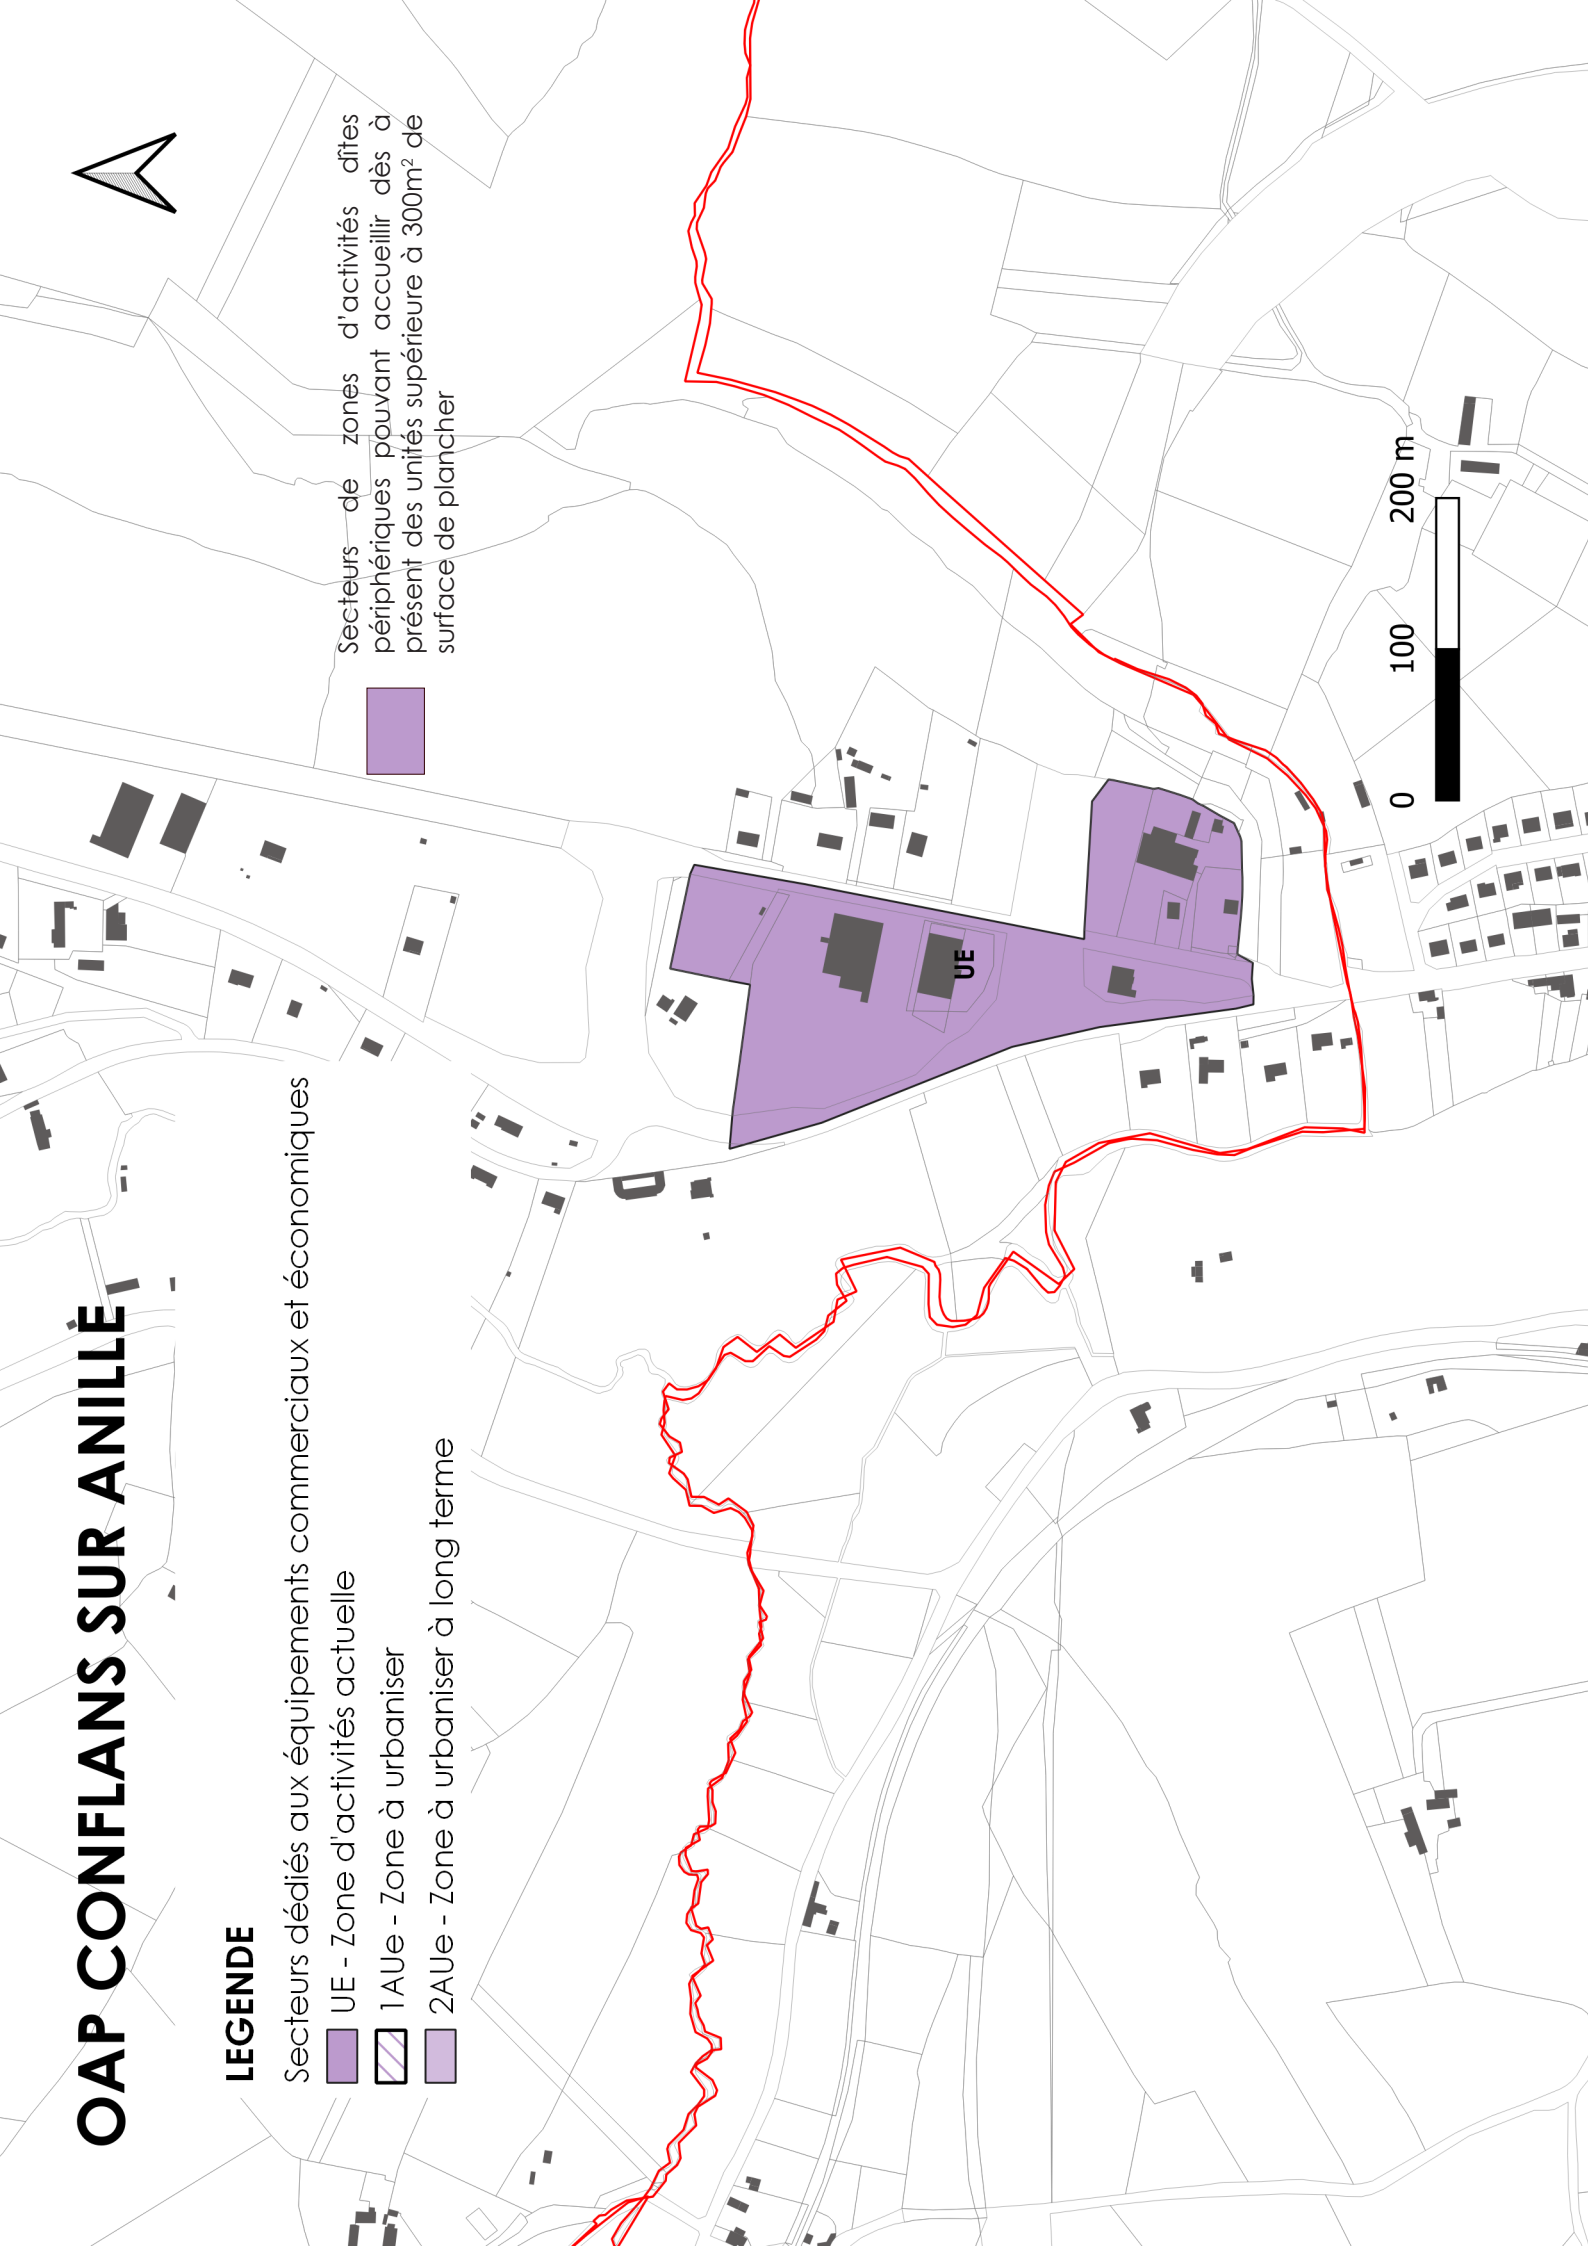 OAP CONFLANS SUR ANILLE
LEGENDE
Secteurs dédiés aux équipements commerciaux et économiques
UE - Zone d'activités actuelle
1AUe - Zone à urbaniser
2AUe - Zone à urbaniser à long terme
Secteurs de zones d'activités dîtes
périphériques pouvant accueillir dès à
présent des unités supérieure à 300m² de
surface de plancher
UE
0 100 200 m